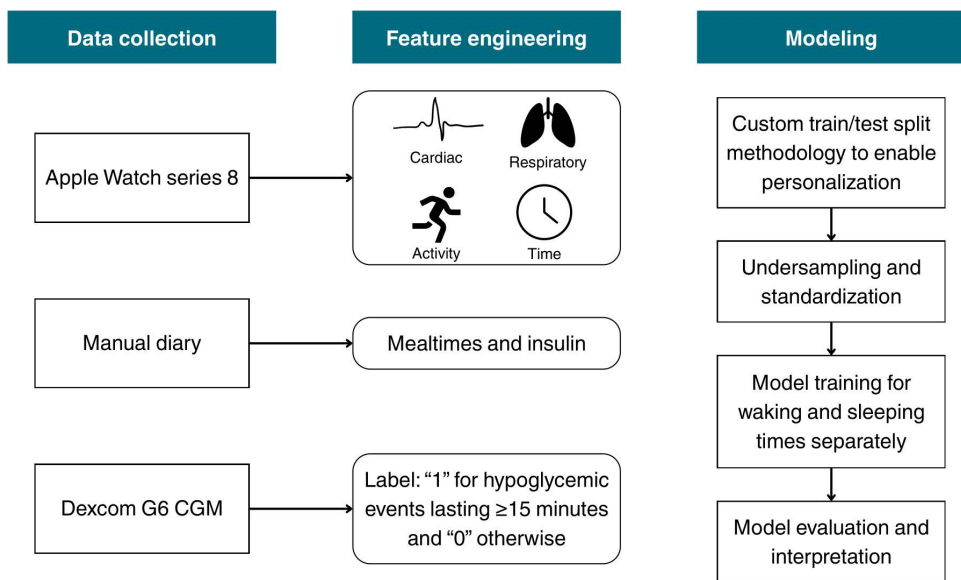 Data collection
Feature engineering
Modeling
Apple Watch series 8
Cardiac
Respiratory
Activity
Time
Manual diary
Mealtimes and insulin
Dexcom G6 CGM
Label: “1” for hypoglycemic
events lasting ≥15 minutes
and “0” otherwise
Custom train/test split
methodology to enable
personalization
Undersampling and
standardization
Model training for
waking and sleeping
times separately
Model evaluation and
interpretation